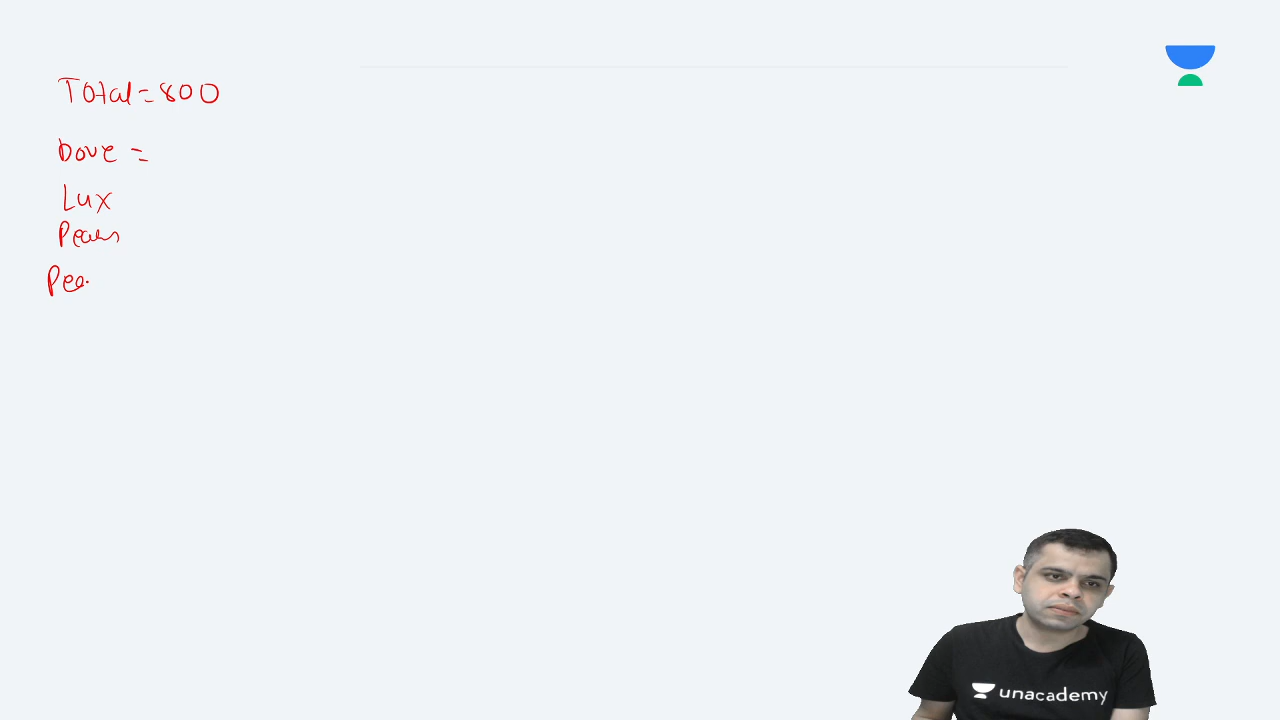 Total = 800
Dove =
Lux
Pears
Pea
unacademy